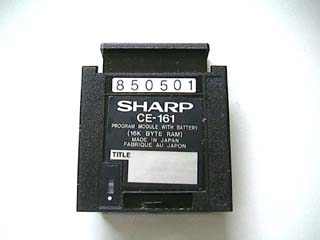 850501
SHARP
CE-161
PROGRAM MODULE WITH BATTERY
(16K BYTE RAM)
MADE IN JAPAN
FABRIQUE AU JAPON
TITLE